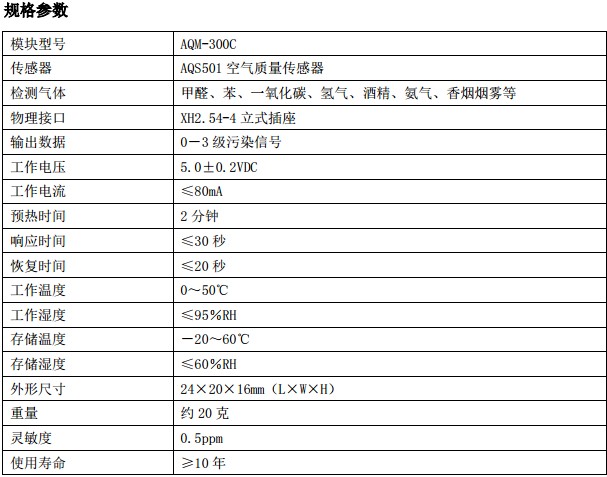 规格参数
模块型号 AQM-300C
传感器 AQS501 空气质量传感器
检测气体 甲醛、苯、一氧化碳、氢气、酒精、氨气、香烟烟雾等
物理接口 XH2.54-4 立式插座
输出数据 0－3 级污染信号
工作电压 5.0±0.2VDC
工作电流 ≤80mA
预热时间 2 分钟
响应时间 ≤30 秒
恢复时间 ≤20 秒
工作温度 0～50℃
工作湿度 ≤95%RH
存储温度 －20～60℃
存储湿度 ≤60%RH
外形尺寸 24×20×16mm（L×W×H）
重量 约 20 克
灵敏度 0.5ppm
使用寿命 ≥10 年